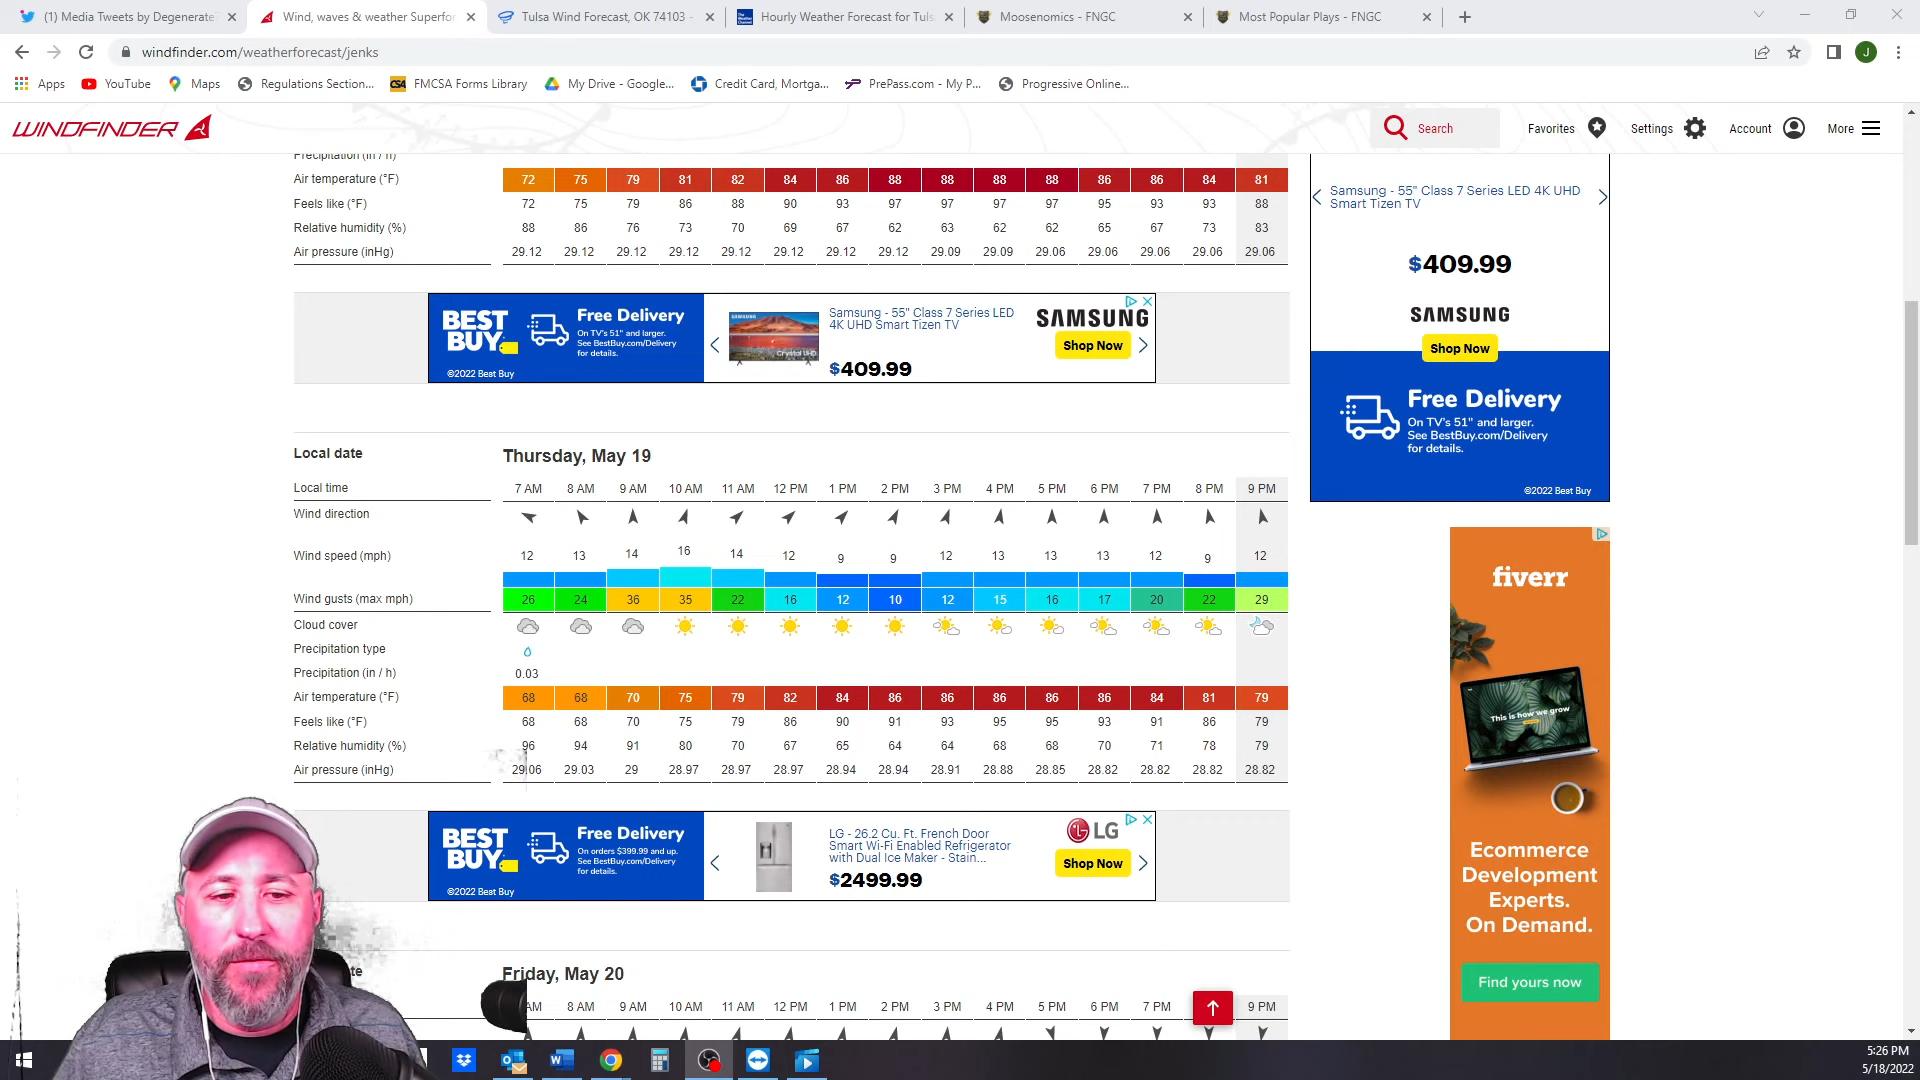 (1) Media Tweets by Degenerate
Wind, waves & weather Superfor
Tulsa Wind Forecast, OK 74103 -
Hourly Weather Forecast for Tuls
Moosenomics - FNGC
Most Popular Plays - FNGC
windfinder.com/weatherforecast/jenks
J
Apps
YouTube
Maps
Regulations Section...
FMCSA Forms Library
My Drive - Google...
Credit Card, Mortga...
PrePass.com - My P...
Progressive Online...
WINDFINDER
Search
Favorites
Settings
Account
More
Precipitation (in / h)
Air temperature (°F) 72 75 79 81 82 84 86 88 88 88 88 86 86 84 81
Feels like (°F) 72 75 79 86 88 90 93 97 97 97 97 95 93 93 88
Relative humidity (%) 88 86 76 73 70 69 67 62 63 62 62 65 67 73 83
Air pressure (inHg) 29.12 29.12 29.12 29.12 29.12 29.12 29.12 29.12 29.09 29.09 29.06 29.06 29.06 29.06 29.06
BEST BUY
©2022 Best Buy
Free Delivery
On TV's 51" and larger.
See BestBuy.com/Delivery
for details.
SAMSUNG
Crystal UHD
Samsung - 55" Class 7 Series LED
4K UHD Smart Tizen TV
$409.99
SAMSUNG
Shop Now
Samsung - 55" Class 7 Series LED 4K UHD
Smart Tizen TV
$409.99
SAMSUNG
Shop Now
Free Delivery
On TV's 51" and larger.
See BestBuy.com/Delivery
for details.
©2022 Best Buy
Local date Thursday, May 19
Local time 7 AM 8 AM 9 AM 10 AM 11 AM 12 PM 1 PM 2 PM 3 PM 4 PM 5 PM 6 PM 7 PM 8 PM 9 PM
Wind direction
Wind speed (mph) 12 13 14 16 14 12 9 9 12 13 13 13 12 9 12
Wind gusts (max mph) 26 24 36 35 22 16 12 10 12 15 16 17 20 22 29
Cloud cover
Precipitation type
Precipitation (in / h) 0.03
Air temperature (°F) 68 68 70 75 79 82 84 86 86 86 86 86 84 81 79
Feels like (°F) 68 68 70 75 79 86 90 91 93 95 95 93 91 86 79
Relative humidity (%) 96 94 91 80 70 67 65 64 64 68 68 70 71 78 79
Air pressure (inHg) 29.06 29.03 29 28.97 28.97 28.97 28.94 28.94 28.91 28.88 28.85 28.82 28.82 28.82 28.82
BEST BUY
©2022 Best Buy
Free Delivery
On orders $399.99 and up.
See BestBuy.com/Delivery
for details.
LG - 26.2 Cu. Ft. French Door
Smart Wi-Fi Enabled Refrigerator
with Dual Ice Maker - Stain...
$2499.99
LG
Shop Now
fiverr
This is how we grow
Ecommerce
Development
Experts.
On Demand.
Find yours now
te Friday, May 20
AM 8 AM 9 AM 10 AM 11 AM 12 PM 1 PM 2 PM 3 PM 4 PM 5 PM 6 PM 7 PM 9 PM
5:26 PM
5/18/2022